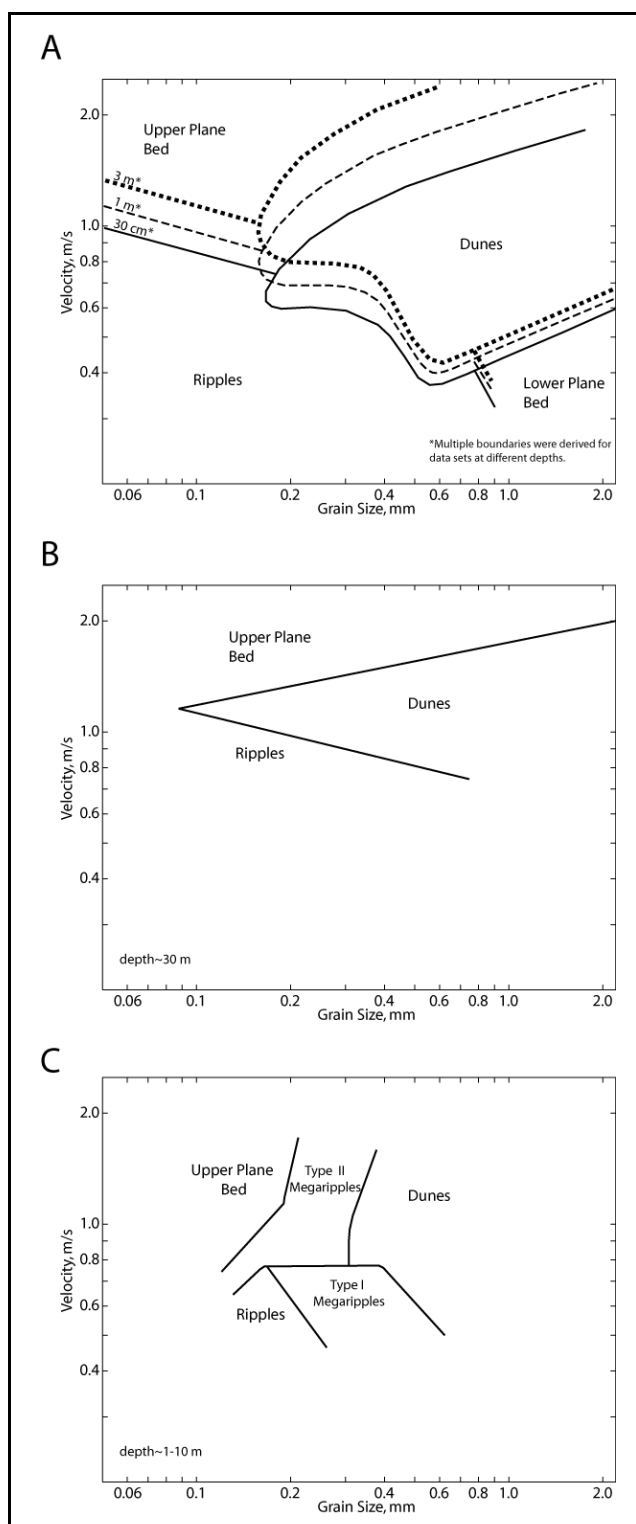 A
2.0
Upper Plane
Bed
3 m*
1 m*
30 cm*
1.0
0.8
0.6
0.4
Velocity, m/s
Dunes
Ripples
Lower Plane
Bed
*Multiple boundaries were derived for
data sets at different depths.
0.06 0.1 0.2 0.4 0.6 0.8 1.0 2.0
Grain Size, mm
B
2.0
Upper Plane
Bed
Dunes
1.0
Ripples
0.8
0.6
0.4
Velocity, m/s
depth~30 m
0.06 0.1 0.2 0.4 0.6 0.8 1.0 2.0
Grain Size, mm
C
2.0
Upper Plane
Bed
Type II
Megaripples
Dunes
1.0
0.8
0.6
0.4
Velocity, m/s
Type I
Megaripples
Ripples
depth~1-10 m
0.06 0.1 0.2 0.4 0.6 0.8 1.0 2.0
Grain Size, mm